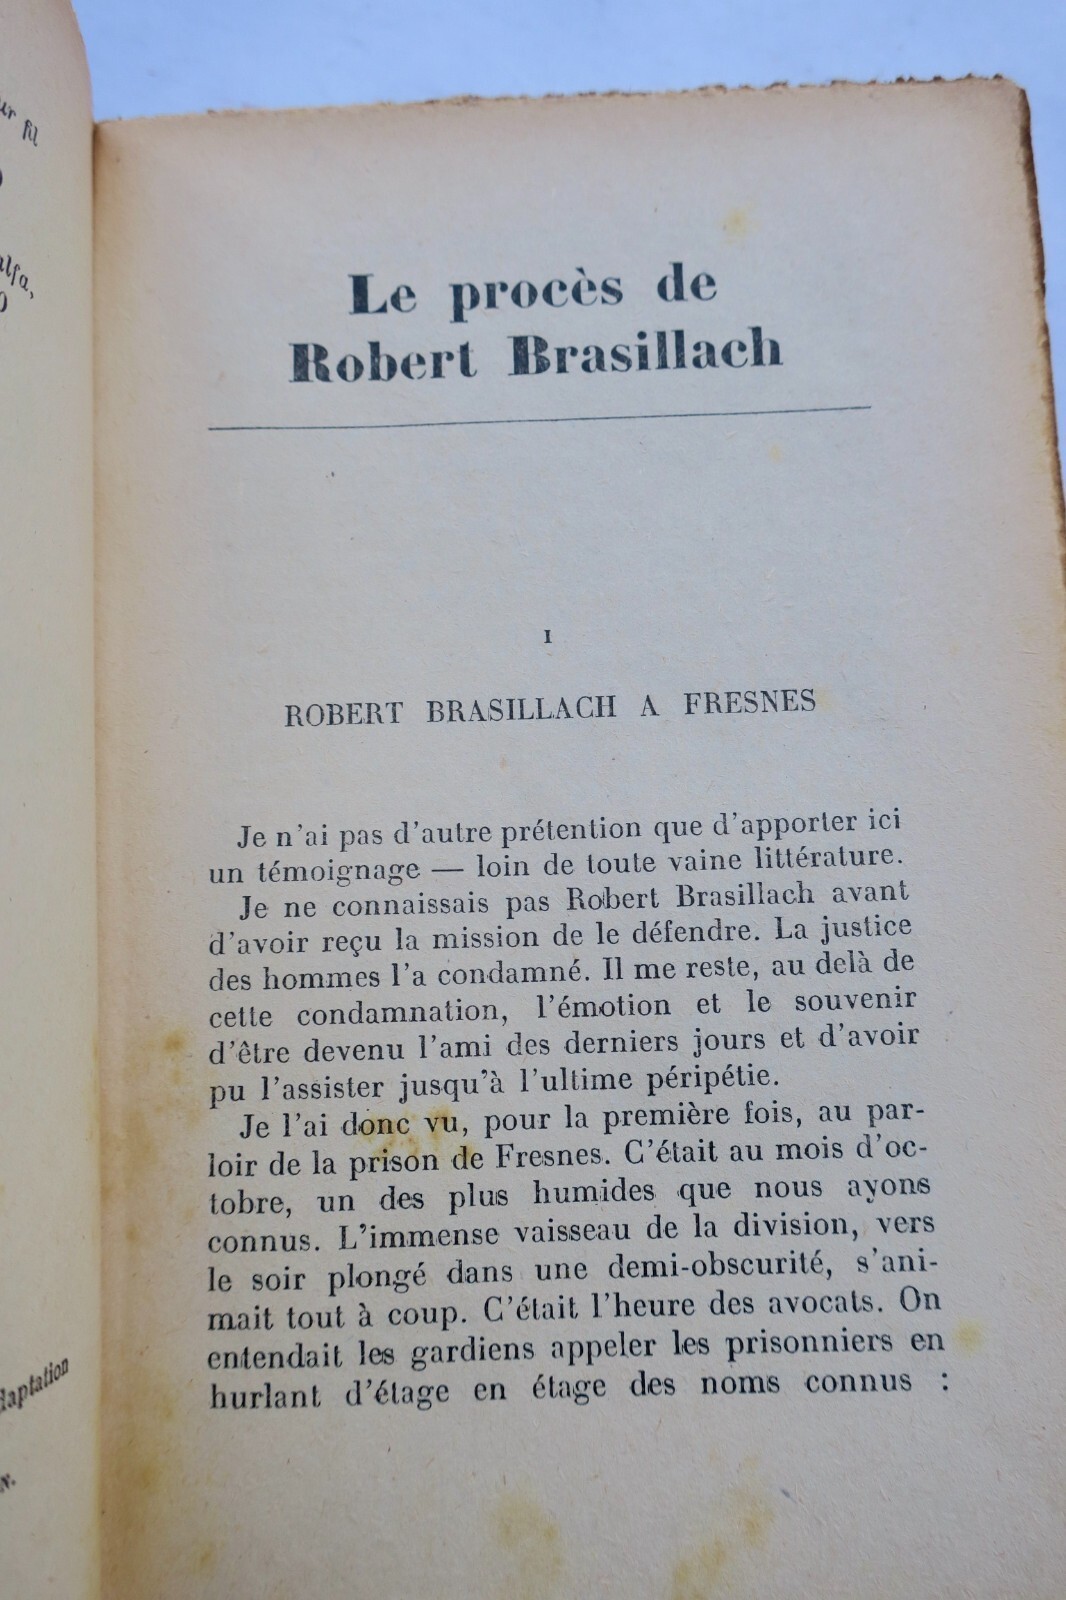 fil
alfa,
Le procès de
Robert Brasillach
I
ROBERT BRASILLACH A FRESNES
Je n'ai pas d'autre prétention que d'apporter ici
un témoignage — loin de toute vaine littérature.
Je ne connaissais pas Robert Brasillach avant
d'avoir reçu la mission de le défendre. La justice
des hommes l'a condamné. Il me reste, au delà de
cette condamnation, l'émotion et le souvenir
d'être devenu l'ami des derniers jours et d'avoir
pu l'assister jusqu'à l'ultime péripétie.
Je l'ai donc vu, pour la première fois, au par-
loir de la prison de Fresnes. C'était au mois d'oc-
tobre, un des plus humides que nous ayons
connus. L'immense vaisseau de la division, vers
le soir plongé dans une demi-obscurité, s'ani-
mait tout à coup. C'était l'heure des avocats. On
entendait les gardiens appeler les prisonniers en
hurlant d'étage en étage des noms connus :